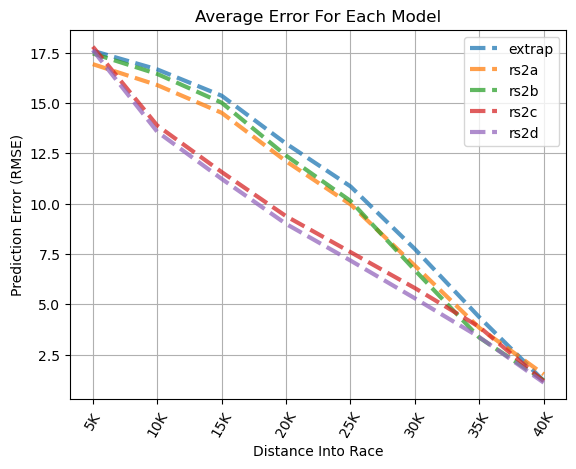 Average Error For Each Model
Prediction Error (RMSE)
17.5
15.0
12.5
10.0
7.5
5.0
2.5
extrap
rs2a
rs2b
rs2c
rs2d
5K
10K
15K
20K
25K
30K
35K
40K
Distance Into Race